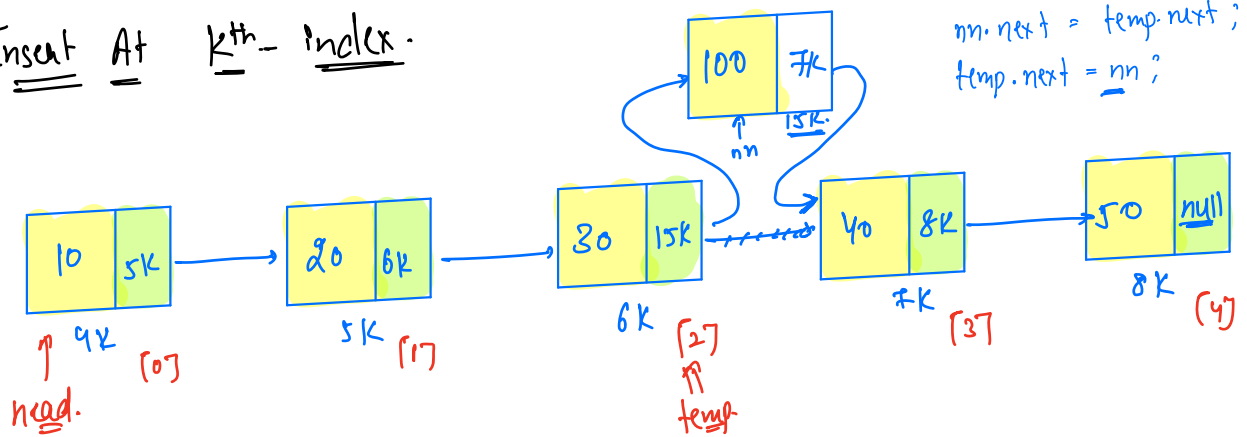 Insert At Kth- index.
nn.next = temp.next ;
temp.next = nn ;
100 7K
15K.
nn
10 5K
20 6K
30 15K
40 8K
50 null
9K
5K
6K
7K
8K
[0]
[1]
[2]
[3]
[4]
head.
temp.